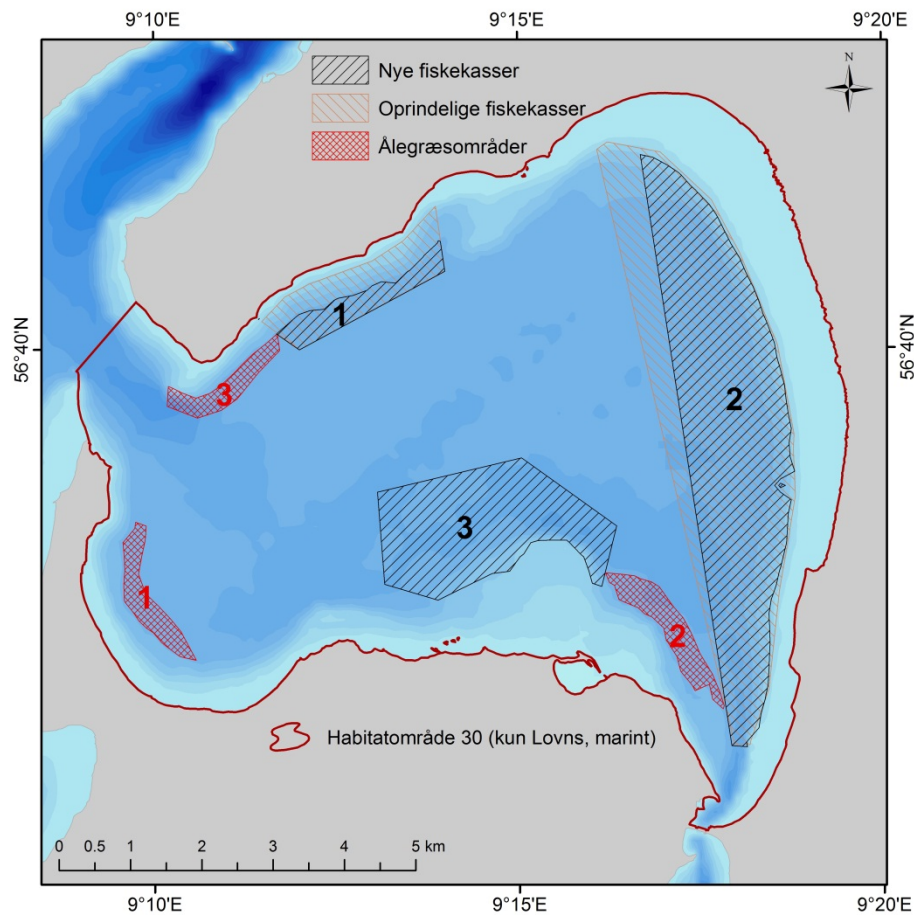 9°10'E
9°15'E
9°20'E
N
Nye fiskekasser
Oprindelige fiskekasser
Ålegræsområder
1
2
56°40'N
56°40'N
3
3
1
2
Habitatområde 30 (kun Lovns, marint)
0 0.5 1 2 3 4 5 km
9°10'E
9°15'E
9°20'E